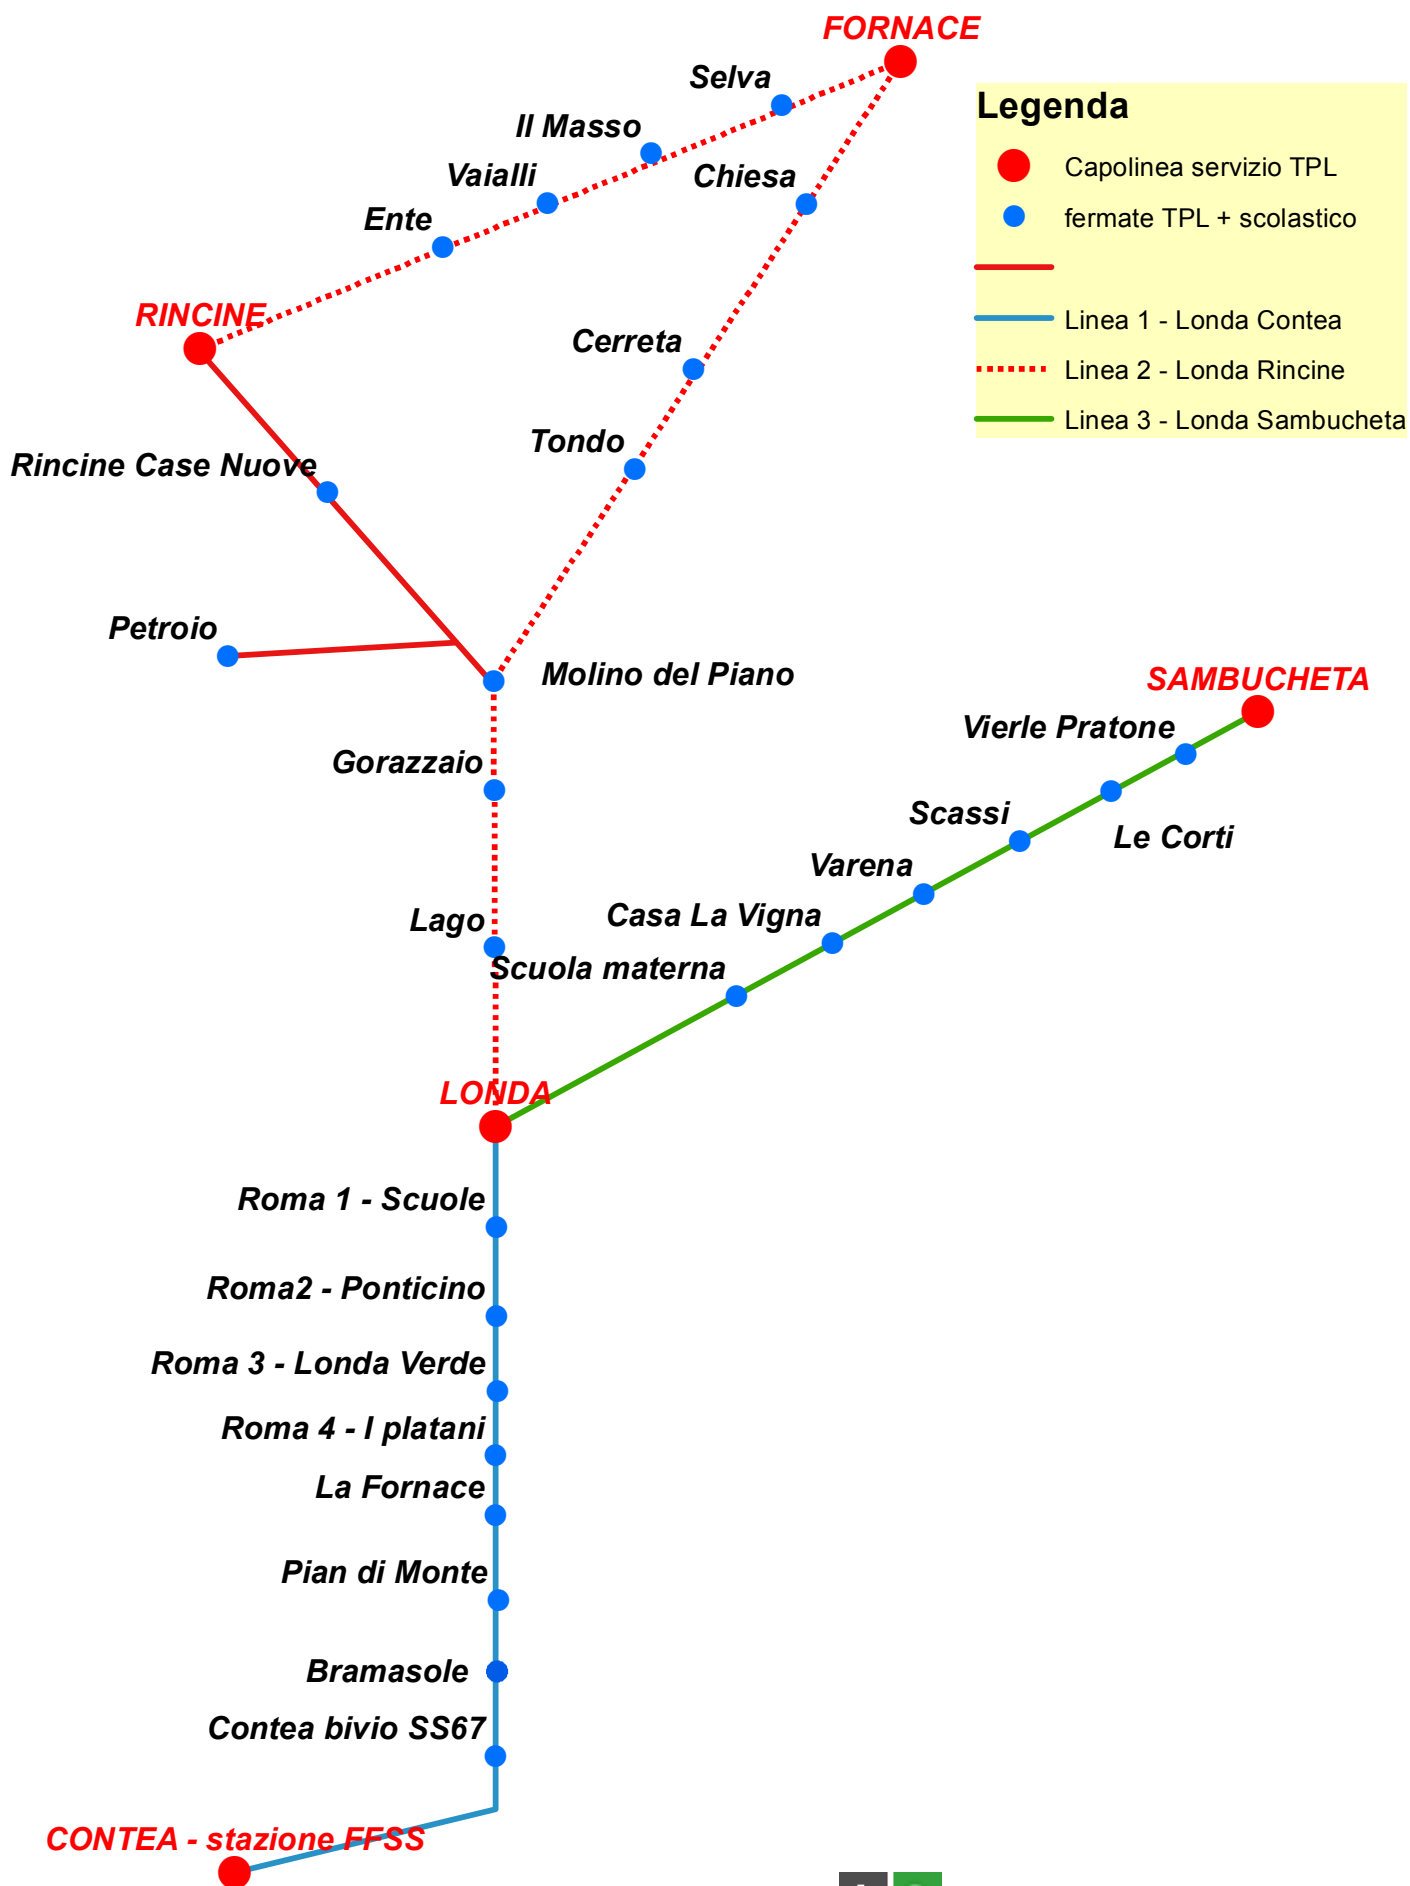 FORNACE
Selva
Il Masso
Vaialli
Ente
Chiesa
RINCINE
Cerreta
Tondo
Rincine Case Nuove
Petroio
Molino del Piano
Gorazzaio
Lago
Legenda
Capolinea servizio TPL
fermate TPL + scolastico
Linea 1 - Londa Contea
Linea 2 - Londa Rincine
Linea 3 - Londa Sambucheta
SAMBUCHETA
Vierle Pratone
Le Corti
Scassi
Varena
Casa La Vigna
Scuola materna
LONDA
Roma 1 - Scuole
Roma2 - Ponticino
Roma 3 - Londa Verde
Roma 4 - I platani
La Fornace
Pian di Monte
Bramasole
Contea bivio SS67
CONTEA - stazione FFSS